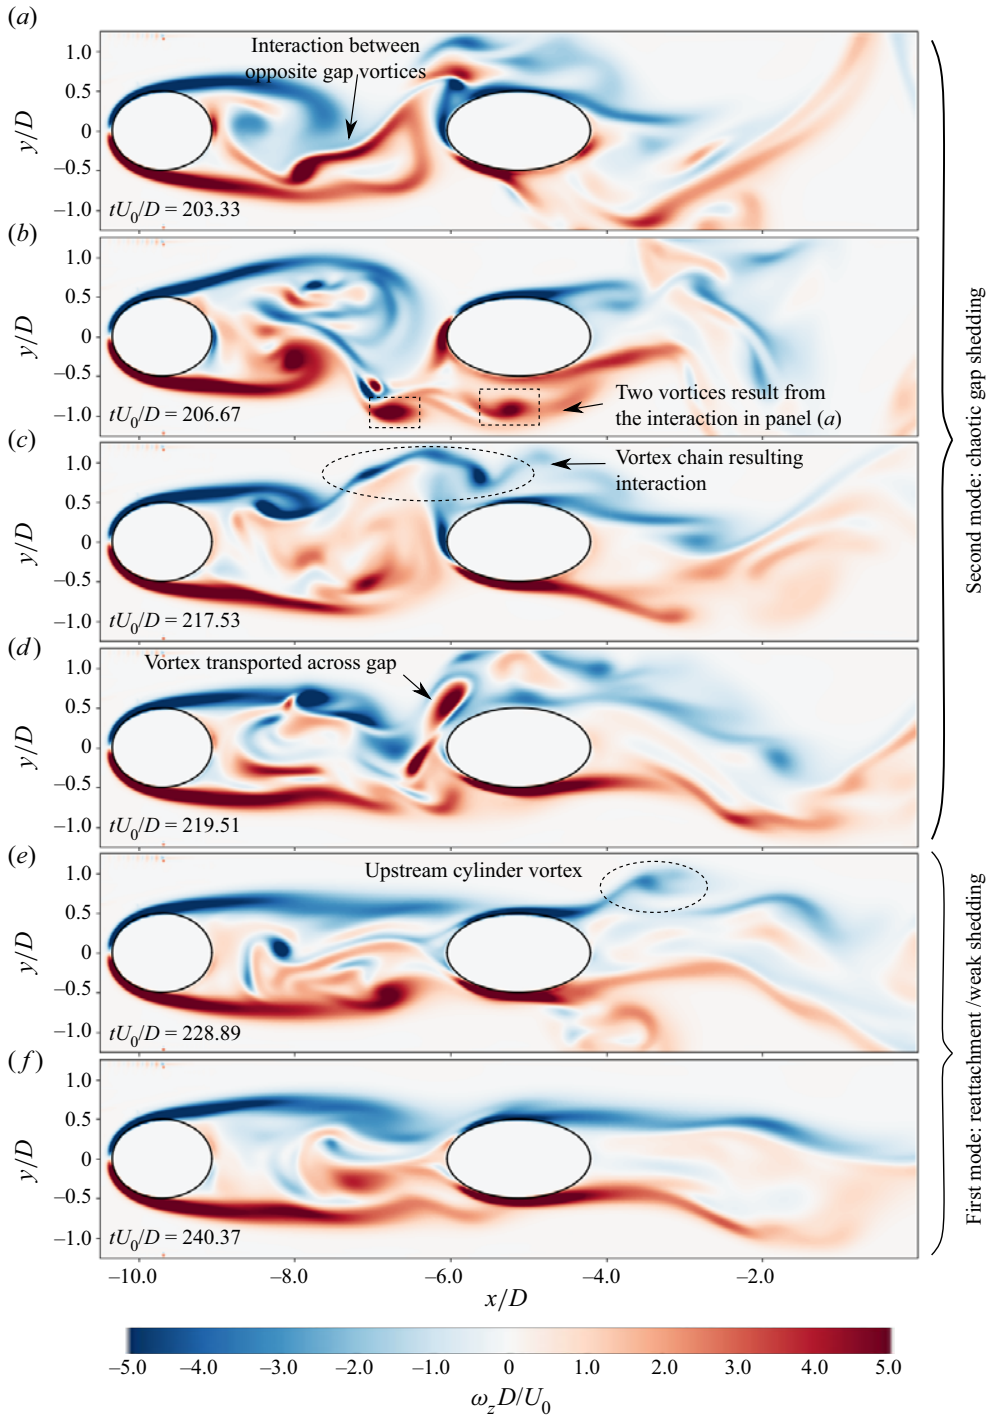 (a)
1.0
0.5
0
–0.5
–1.0
y/D
Interaction between
opposite gap vortices
tU0/D = 203.33
(b)
1.0
0.5
0
–0.5
–1.0
y/D
Two vortices result from
the interaction in panel (a)
tU0/D = 206.67
(c)
1.0
0.5
0
–0.5
–1.0
y/D
Vortex chain resulting
interaction
tU0/D = 217.53
(d)
1.0
0.5
0
–0.5
–1.0
y/D
Vortex transported across gap
tU0/D = 219.51
Second mode: chaotic gap shedding
(e)
1.0
0.5
0
–0.5
–1.0
y/D
Upstream cylinder vortex
tU0/D = 228.89
(f)
1.0
0.5
0
–0.5
–1.0
y/D
tU0/D = 240.37
First mode: reattachment /weak shedding
–10.0 –8.0 –6.0 –4.0 –2.0
x/D
–5.0 –4.0 –3.0 –2.0 –1.0 0 1.0 2.0 3.0 4.0 5.0
ωzD/U0